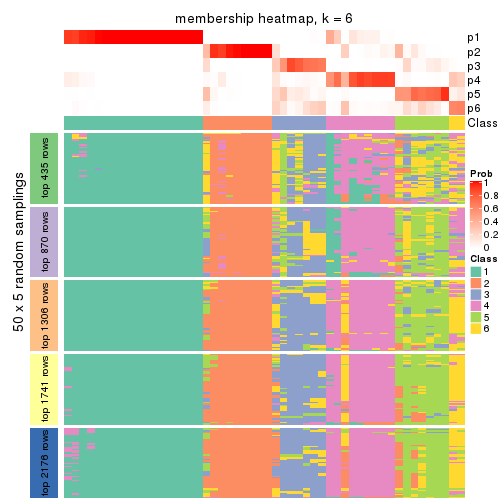 membership heatmap, k = 6
p1
p2
p3
p4
p5
p6
Class
50 x 5 random samplings
top 435 rows
top 870 rows
top 1306 rows
top 1741 rows
top 2176 rows
Prob
1
0.8
0.6
0.4
0.2
0
Class
1
2
3
4
5
6